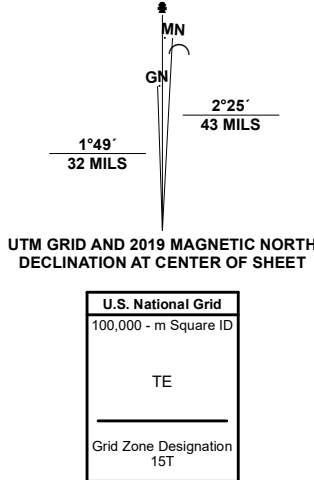 MN
GN
2°25´
43 MILS
1°49´
32 MILS
UTM GRID AND 2019 MAGNETIC NORTH
DECLINATION AT CENTER OF SHEET
U.S. National Grid
100,000 - m Square ID
TE
Grid Zone Designation
15T